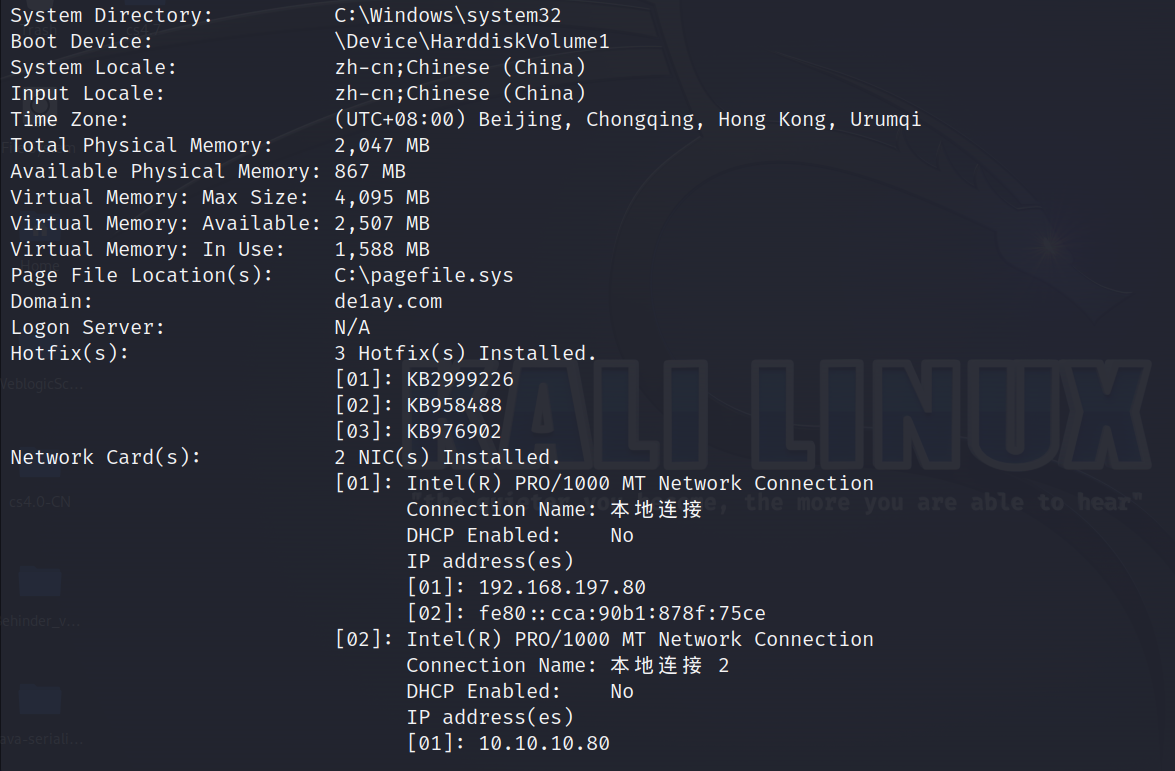 System Directory: C:\Windows\system32
Boot Device: \Device\HarddiskVolume1
System Locale: zh-cn;Chinese (China)
Input Locale: zh-cn;Chinese (China)
Time Zone: (UTC+08:00) Beijing, Chongqing, Hong Kong, Urumqi
Total Physical Memory: 2,047 MB
Available Physical Memory: 867 MB
Virtual Memory: Max Size: 4,095 MB
Virtual Memory: Available: 2,507 MB
Virtual Memory: In Use: 1,588 MB
Page File Location(s): C:\pagefile.sys
Domain: de1ay.com
Logon Server: N/A
Hotfix(s): 3 Hotfix(s) Installed.
[01]: KB2999226
[02]: KB958488
[03]: KB976902
Network Card(s): 2 NIC(s) Installed.
[01]: Intel(R) PRO/1000 MT Network Connection
Connection Name: 本地连接
DHCP Enabled: No
IP address(es)
[01]: 192.168.197.80
[02]: fe80::cca:90b1:878f:75ce
[02]: Intel(R) PRO/1000 MT Network Connection
Connection Name: 本地连接 2
DHCP Enabled: No
IP address(es)
[01]: 10.10.10.80
KALI LINUX
the more you are able to hear"
WeblogicSc...
cs4.0-CN